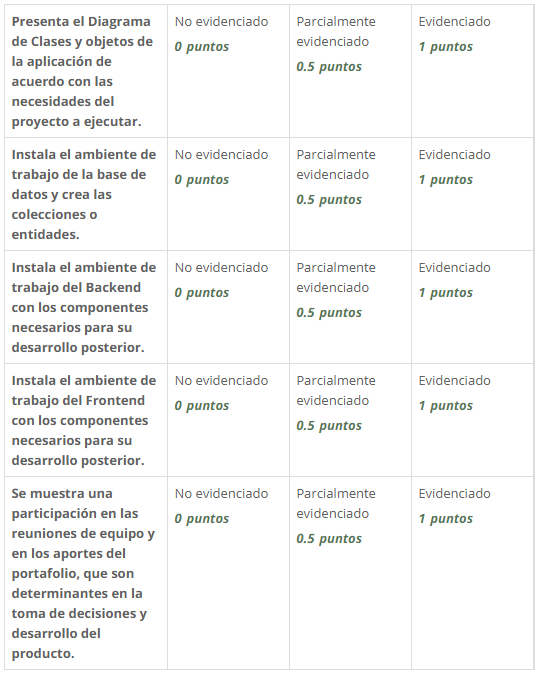 Presenta el Diagrama
de Clases y objetos de
la aplicación de
acuerdo con las
necesidades del
proyecto a ejecutar.
No evidenciado
0 puntos
Parcialmente
evidenciado
0.5 puntos
Evidenciado
1 puntos
Instala el ambiente de
trabajo de la base de
datos y crea las
colecciones o
entidades.
No evidenciado
0 puntos
Parcialmente
evidenciado
0.5 puntos
Evidenciado
1 puntos
Instala el ambiente de
trabajo del Backend
con los componentes
necesarios para su
desarrollo posterior.
No evidenciado
0 puntos
Parcialmente
evidenciado
0.5 puntos
Evidenciado
1 puntos
Instala el ambiente de
trabajo del Frontend
con los componentes
necesarios para su
desarrollo posterior.
No evidenciado
0 puntos
Parcialmente
evidenciado
0.5 puntos
Evidenciado
1 puntos
Se muestra una
participación en las
reuniones de equipo y
en los aportes del
portafolio, que son
determinantes en la
toma de decisiones y
desarrollo del
producto.
No evidenciado
0 puntos
Parcialmente
evidenciado
0.5 puntos
Evidenciado
1 puntos